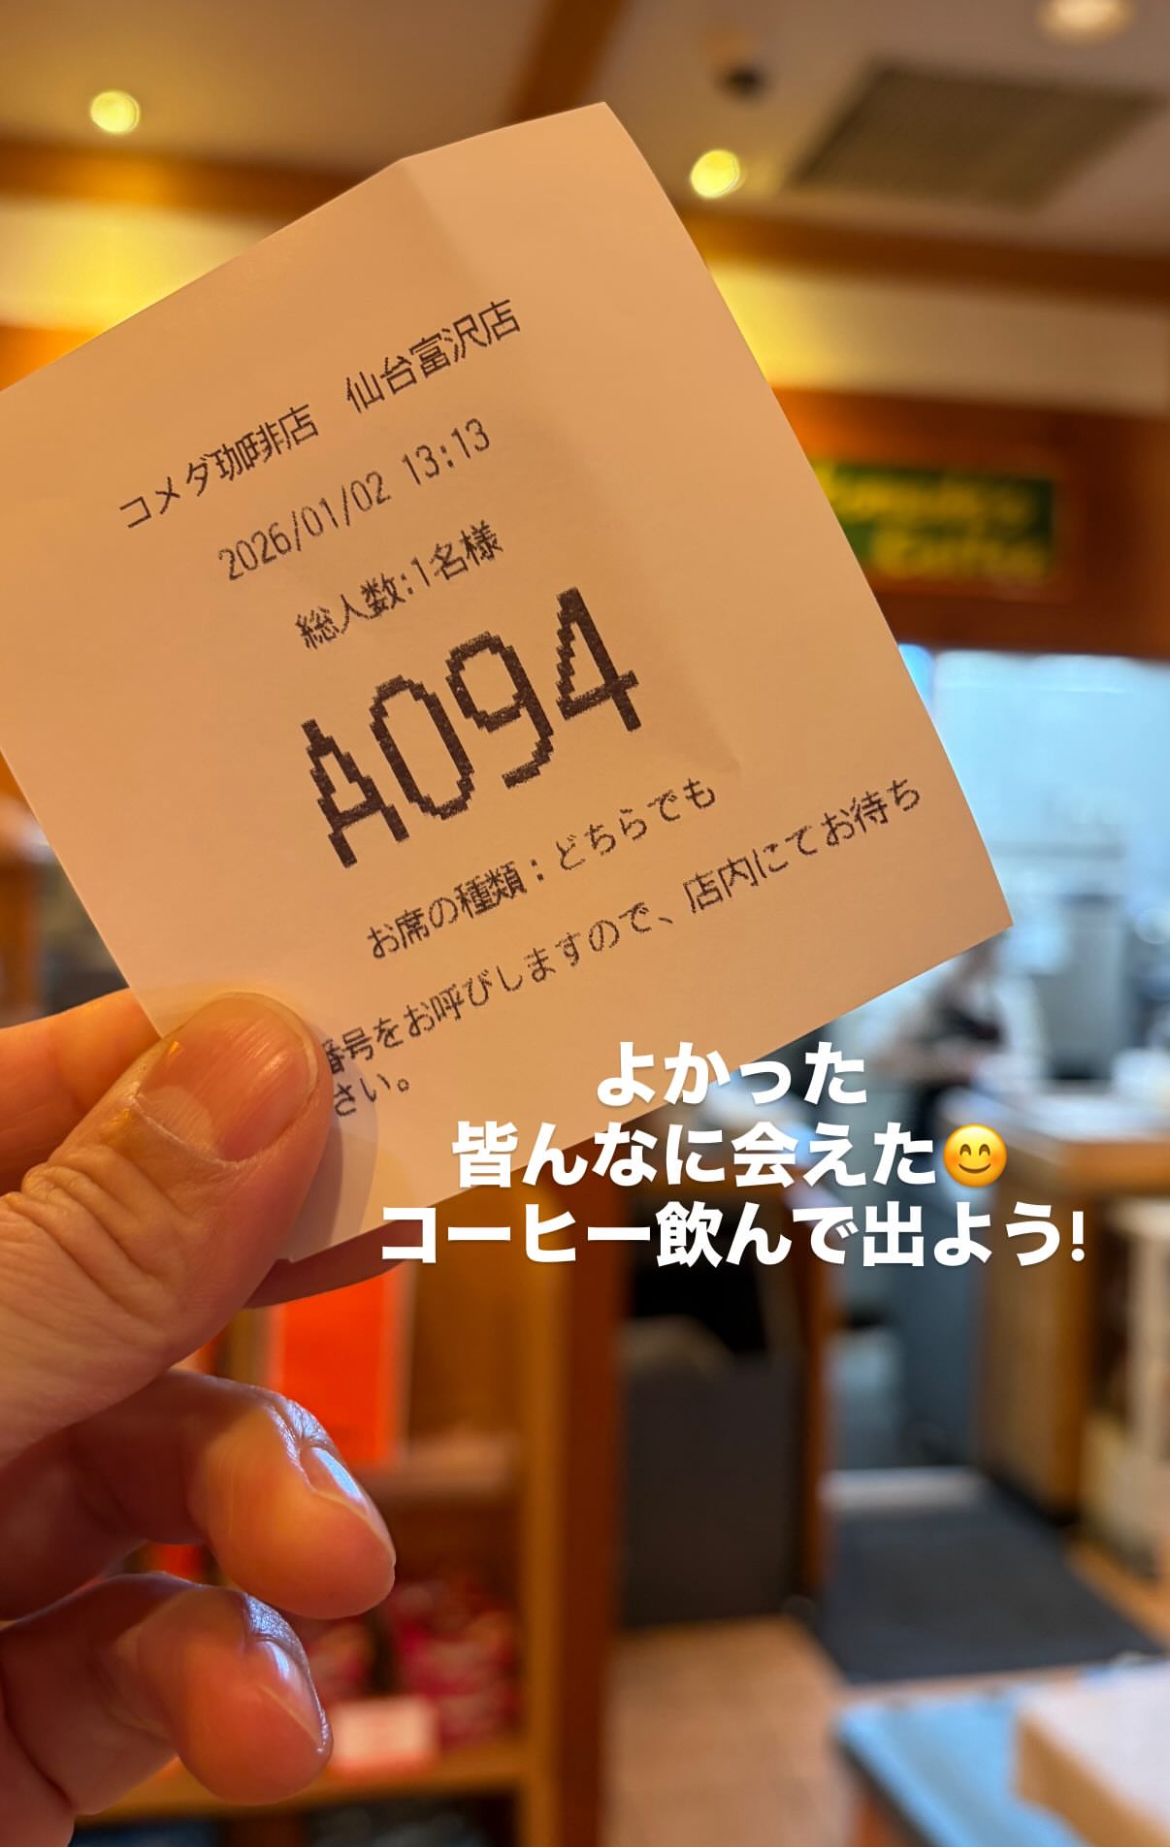 コメダ珈琲店　仙台富沢店
2026/01/02 13:13
総人数:1名様
A094
お席の種類：どちらでも
番号をお呼びしますので、店内にてお待ち
さい。
よかった
皆んなに会えた😊
コーヒー飲んで出よう!